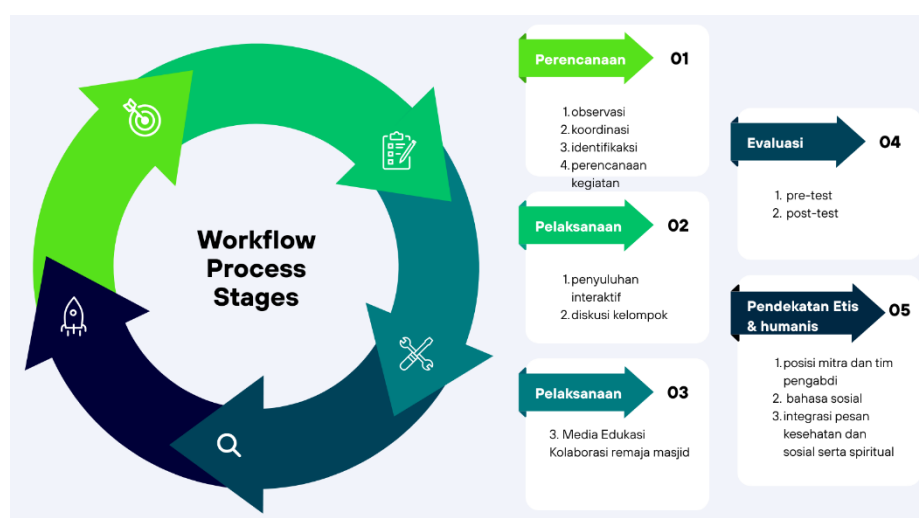 Workflow
Process
Stages
Perencanaan 01
1. observasi
2. koordinasi
3. identifikaksi
4. perencanaan
kegiatan
Pelaksanaan 02
1. penyuluhan
interaktif
2. diskusi kelompok
Pelaksanaan 03
3. Media Edukasi
Kolaborasi remaja masjid
Evaluasi 04
1. pre-test
2. post-test
Pendekatan Etis
& humanis 05
1. posisi mitra dan tim
pengabdi
2. bahasa sosial
3. integrasi pesan
kesehatan dan
sosial serta spiritual